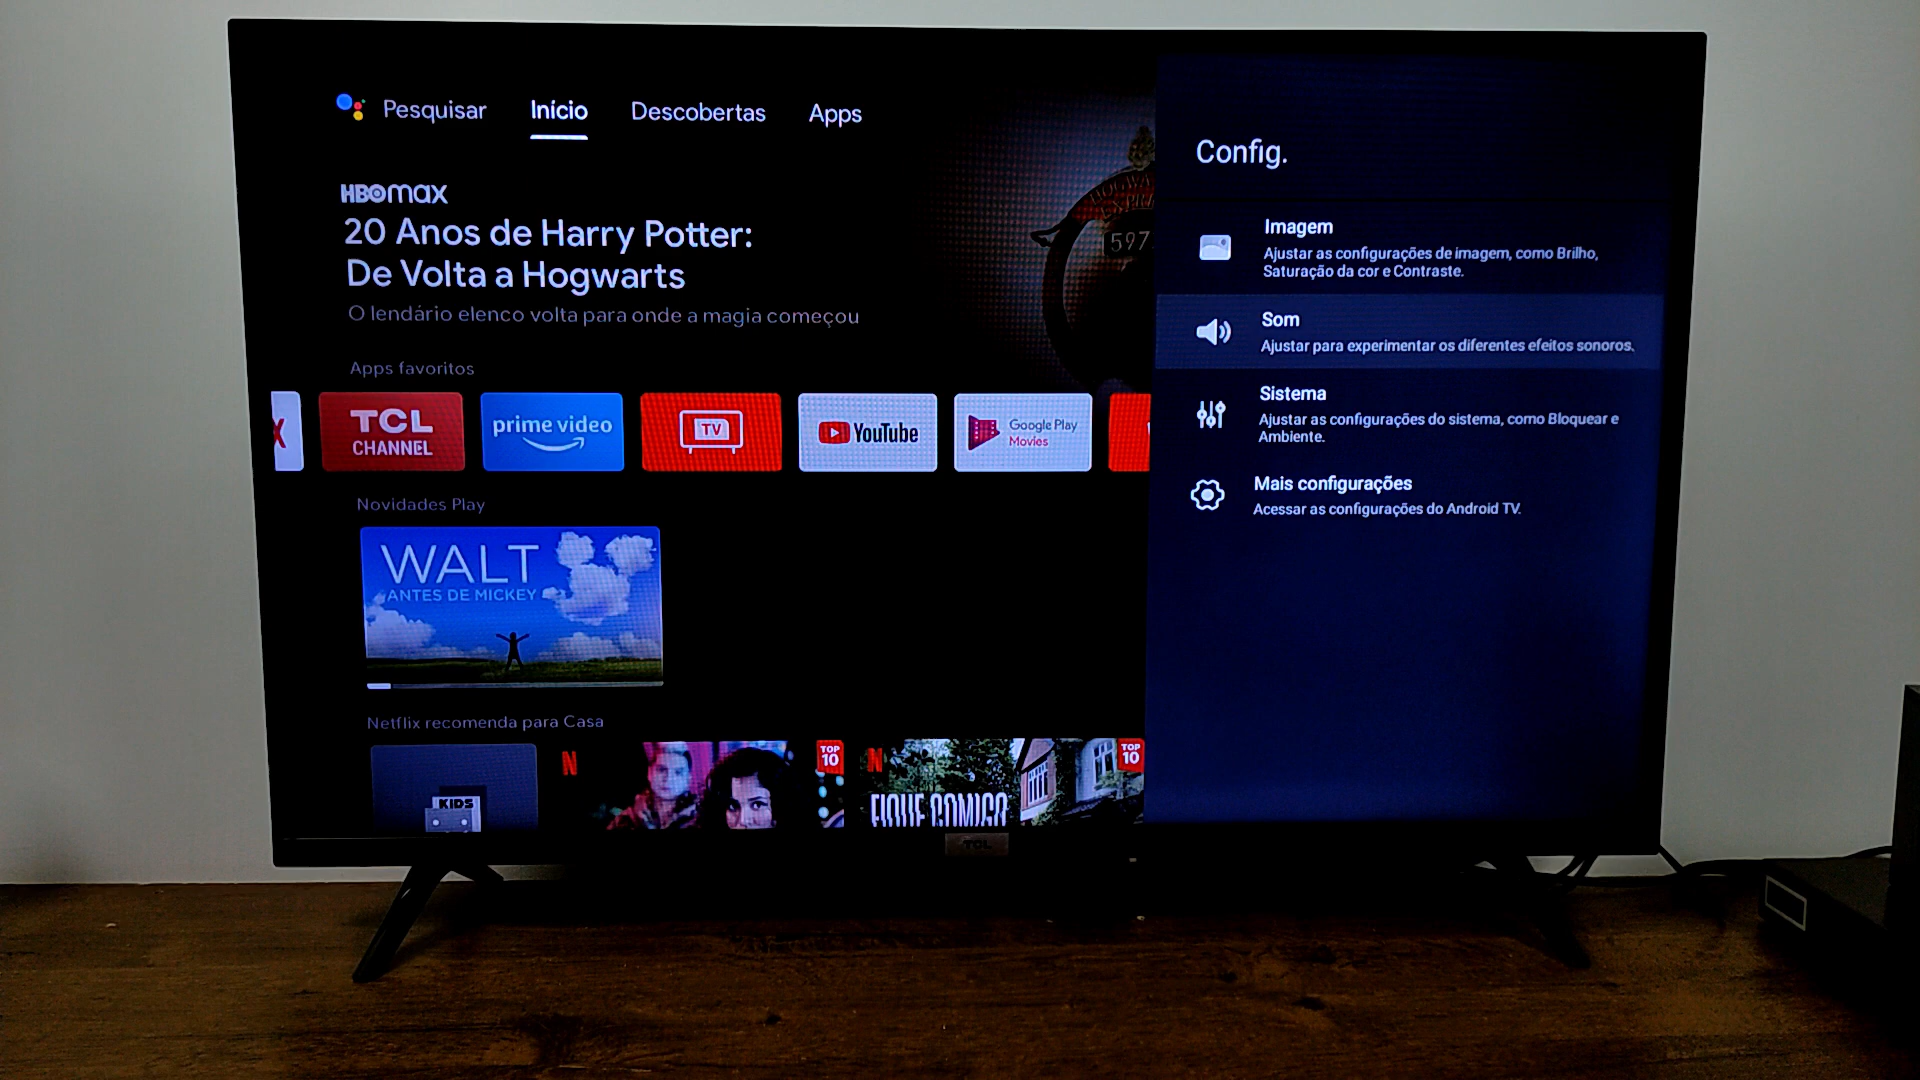 Pesquisar Início Descobertas Apps
HBOmax
20 Anos de Harry Potter:
De Volta a Hogwarts
O lendário elenco volta para onde a magia começou
Apps favoritos
X
TCL
CHANNEL
prime video
TV
YouTube
Google Play
Movies
Novidades Play
WALT
ANTES DE MICKEY
Netflix recomenda para Casa
KIDS
N
TOP
10
N
FIQUE COMIGO
TOP
10
597
Config.
Imagem
Ajustar as configurações de imagem, como Brilho,
Saturação da cor e Contraste.
Som
Ajustar para experimentar os diferentes efeitos sonoros.
Sistema
Ajustar as configurações do sistema, como Bloquear e
Ambiente.
Mais configurações
Acessar as configurações do Android TV.
TCL